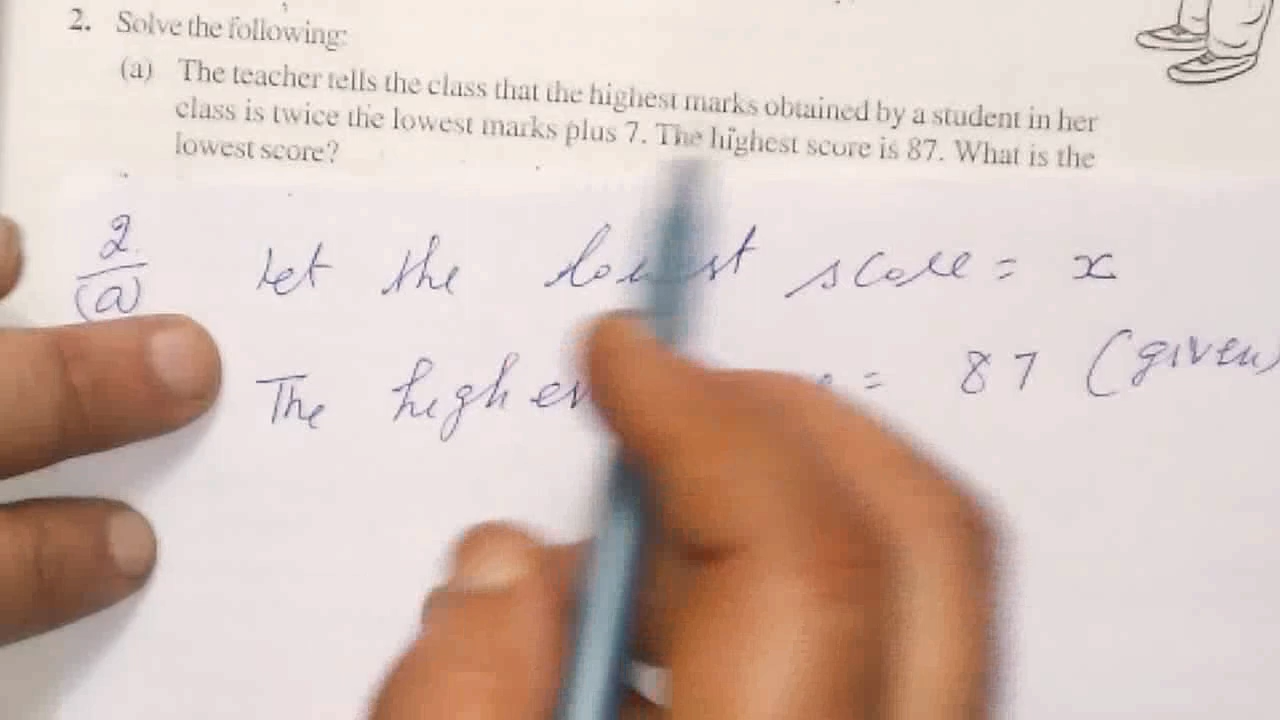 2. Solve the following:
(a) The teacher tells the class that the highest marks obtained by a student in her
class is twice the lowest marks plus 7. The highest score is 87. What is the
lowest score?
2 Let the lowest score = x
(a)
The = 87 (given)